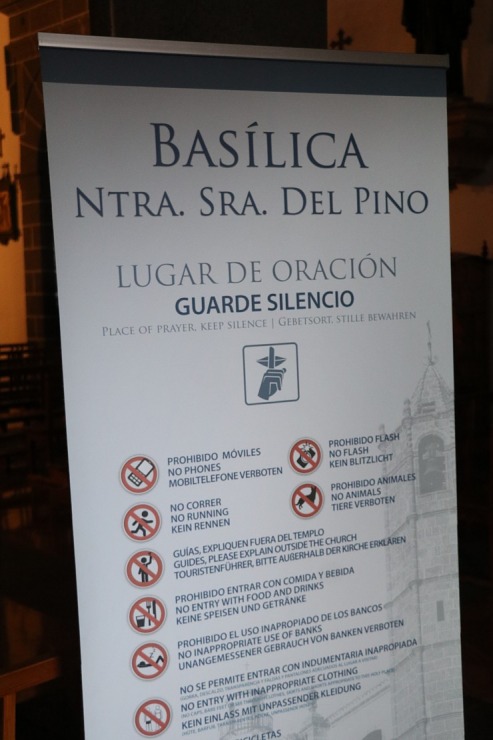 BASÍLICA
NTRA. SRA. DEL PINO
LUGAR DE ORACIÓN
GUARDE SILENCIO
PLACE OF PRAYER, KEEP SILENCE | GEBETSORT, STILLE BEWAHREN
PROHIBIDO MÓVILES
NO PHONES
MOBILTELEFONE VERBOTEN
PROHIBIDO FLASH
NO FLASH
KEIN BLITZLICHT
NO CORRER
NO RUNNING
KEIN RENNEN
PROHIBIDO ANIMALES
NO ANIMALS
TIERE VERBOTEN
GUÍAS, EXPLIQUEN FUERA DEL TEMPLO
GUIDES, PLEASE EXPLAIN OUTSIDE THE CHURCH
TOURISTENFÜHRER, BITTE AUßERHALB DER KIRCHE ERKLÄREN
PROHIBIDO ENTRAR CON COMIDA Y BEBIDA
NO ENTRY WITH FOOD AND DRINKS
KEINE SPEISEN UND GETRÄNKE
PROHIBIDO EL USO INAPROPIADO DE LOS BANCOS
NO INAPPROPRIATE USE OF BANKS
UNANGEMESSENER GEBRAUCH VON BANKEN VERBOTEN
NO SE PERMITE ENTRAR CON INDUMENTARIA INAPROPIADA
NO ENTRY WITH INAPPROPRIATE CLOTHING
KEIN EINLASS MIT UNPASSENDER KLEIDUNG